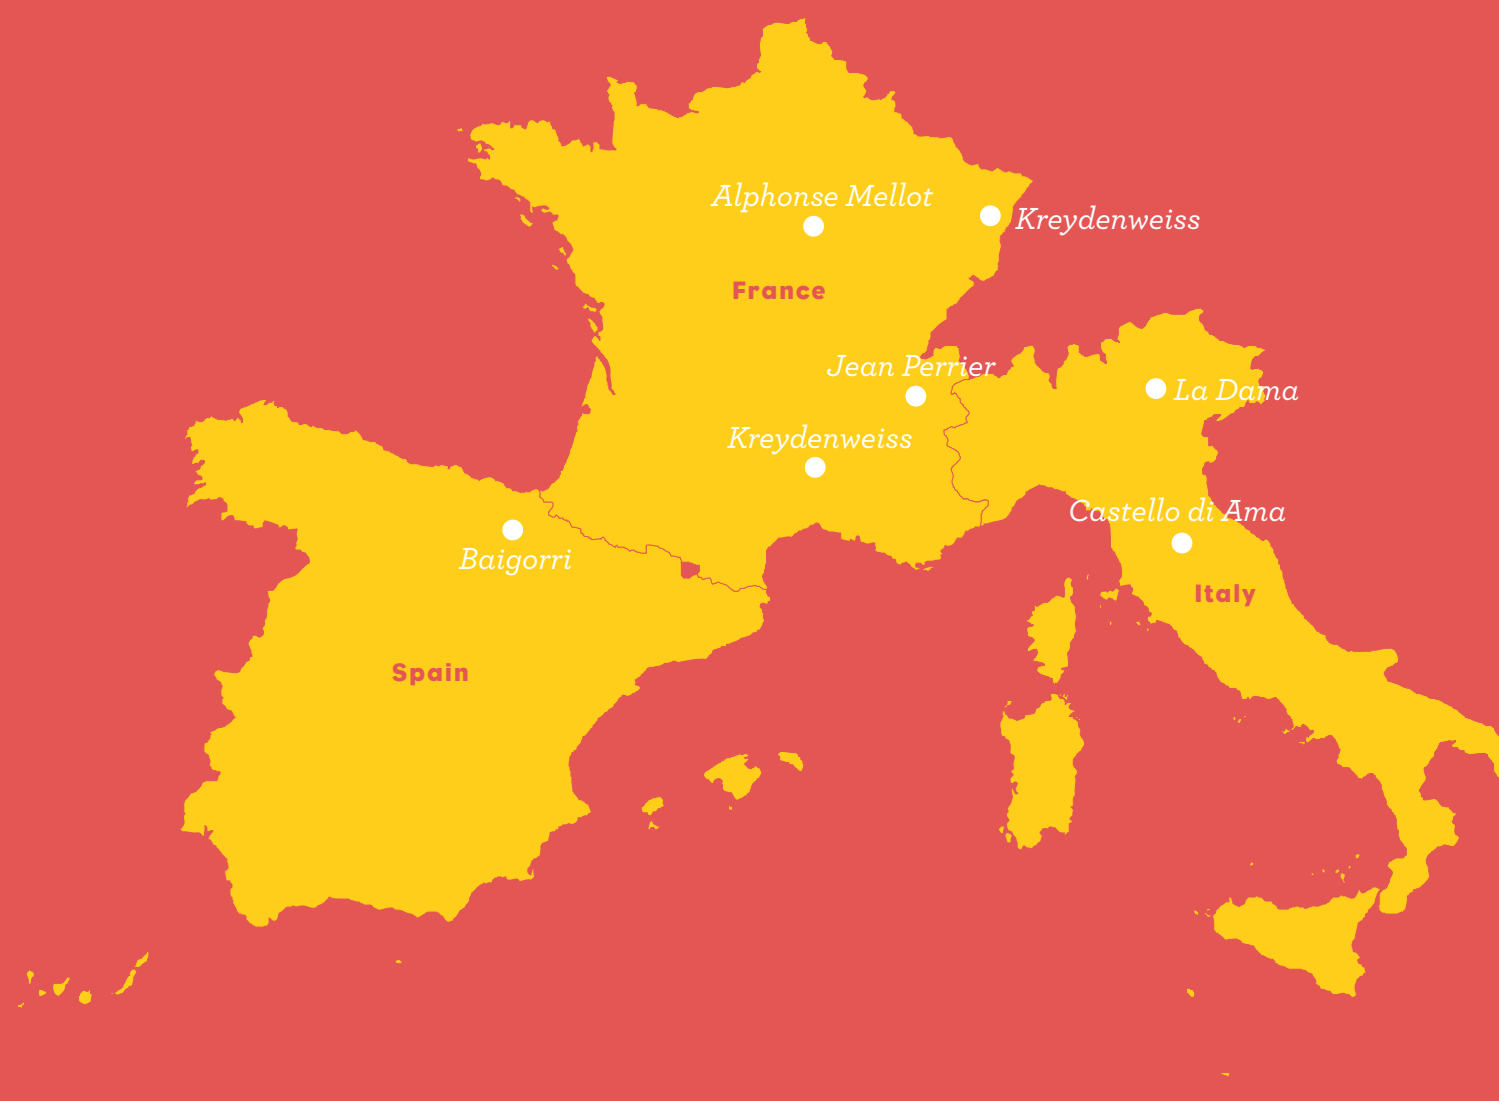 Alphonse Mellot
Kreydenweiss
France
Jean Perrier
La Dama
Kreydenweiss
Castello di Ama
Baigorri
Italy
Spain